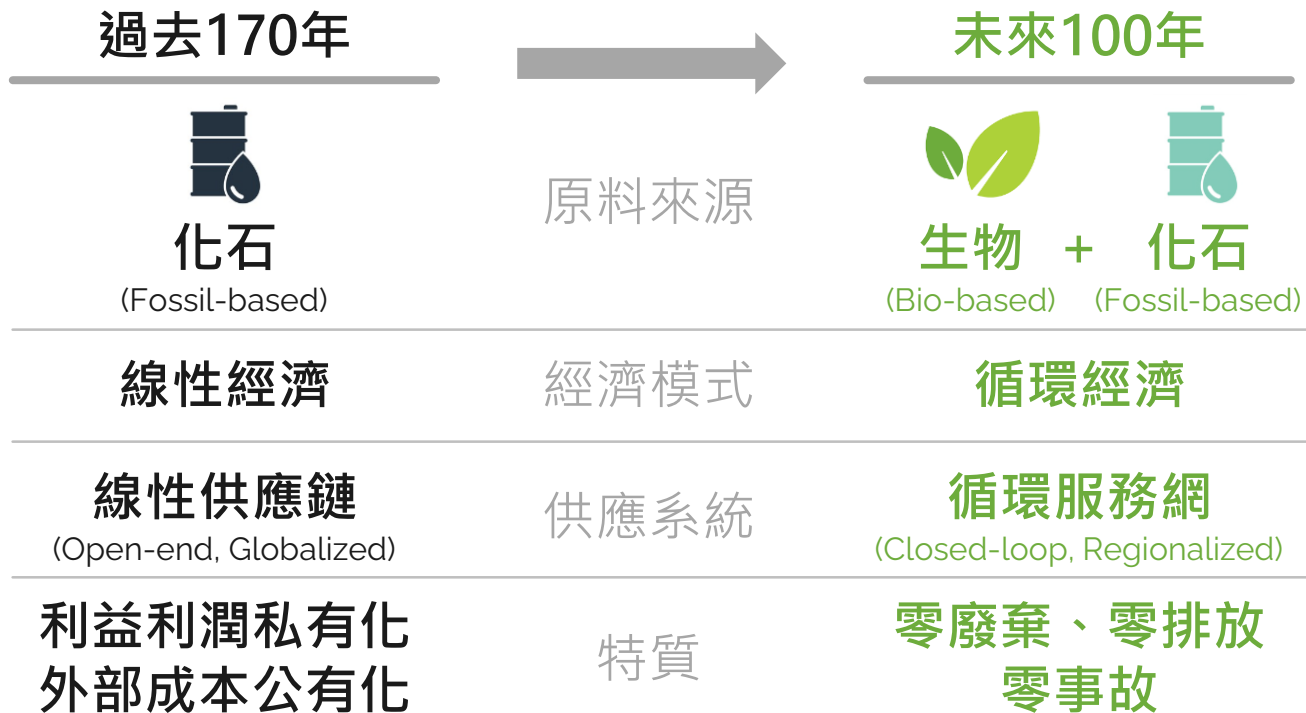 過去170年
未來100年
原料來源
化石
(Fossil-based)
生物 + 化石
(Bio-based) (Fossil-based)
線性經濟
經濟模式
循環經濟
線性供應鏈
(Open-end, Globalized)
供應系統
循環服務網
(Closed-loop, Regionalized)
利益利潤私有化
外部成本公有化
特質
零廢棄、零排放
零事故